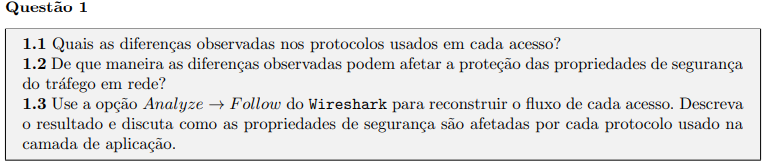 Questão 1
1.1 Quais as diferenças observadas nos protocolos usados em cada acesso?
1.2 De que maneira as diferenças observadas podem afetar a proteção das propriedades de segurança
do tráfego em rede?
1.3 Use a opção Analyze → Follow do Wireshark para reconstruir o fluxo de cada acesso. Descreva
o resultado e discuta como as propriedades de segurança são afetadas por cada protocolo usado na
camada de aplicação.